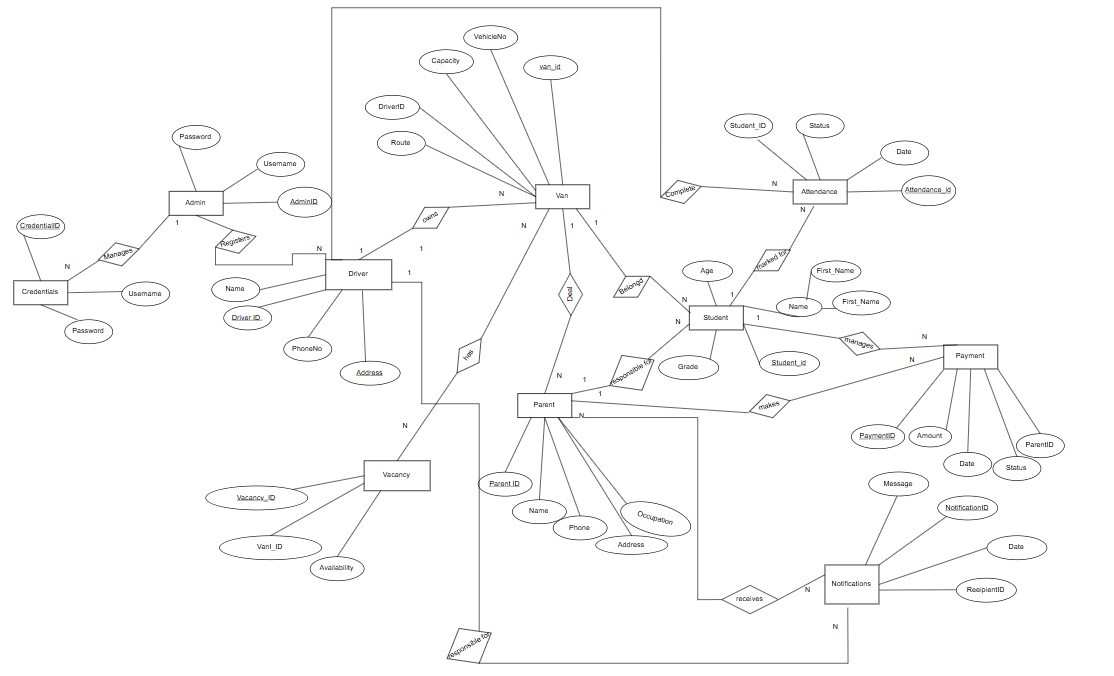 VehicleNo
Capacity
van_id
DriverID
Route
Password
Username
AdminID
Admin
1
CredentialID
Manages
N
Credentials
Username
Password
Registers
N
Driver
1
1
1
Name
Driver ID
PhoneNo
Address
owns
N
Van
N
1
1
Deal
Belongd
N
has
N
Vacancy
Vacancy_ID
VanI_ID
Availability
Student_ID
Status
Date
Attendance_id
Attendance
N
Complete
N
marked for
1
Age
Student
1
N
First_Name
Name
First_Name
Student_id
Grade
manages
N
N
Payment
PaymentID
Amount
Date
Status
ParentID
responsible for
1
1
makes
N
Parent
N
Parent ID
Name
Phone
Address
Occupation
Message
NotificationID
Date
ReeipientID
Notifications
N
receives
N
responsible for